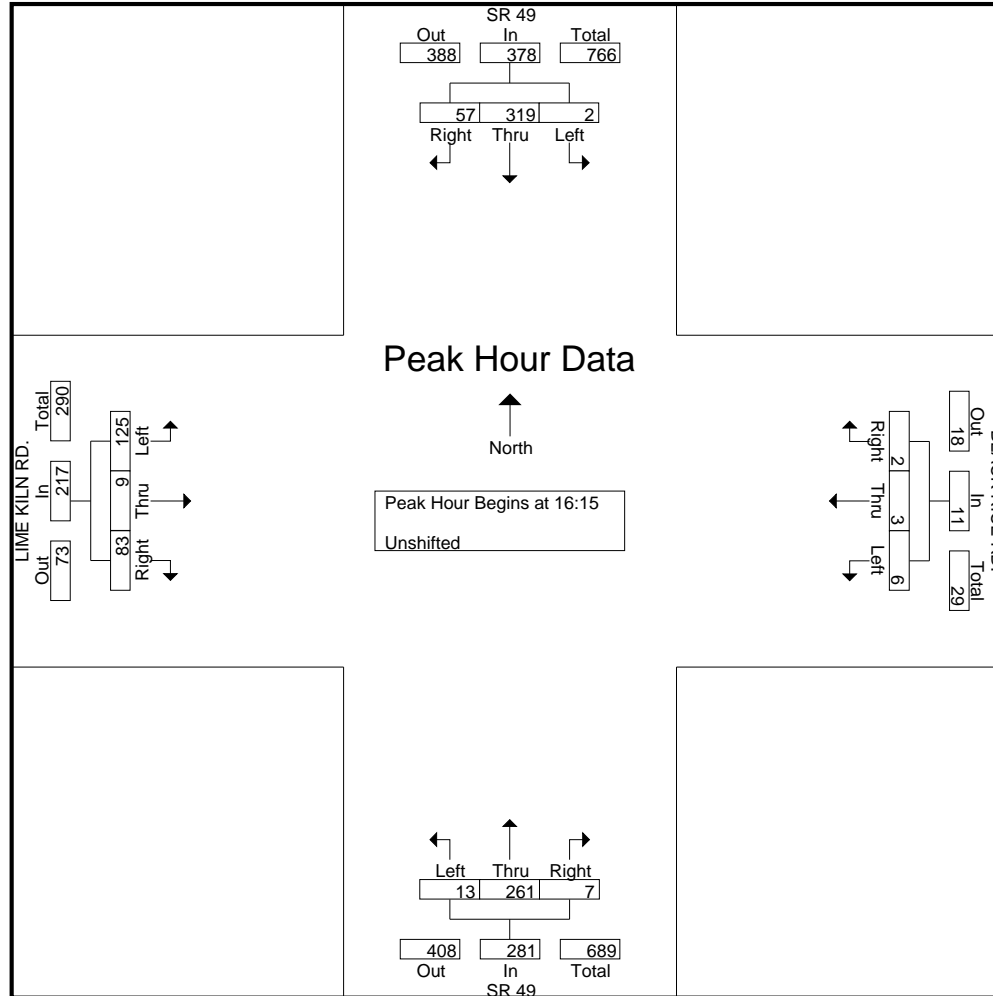 SR 49
Out In Total
388 378 766
57 319 2
Right Thru Left
Peak Hour Data
North
Peak Hour Begins at 16:15
Unshifted
LIME KILN RD.
Total In Out
290 217 73
125 9 83
Left Thru Right
Right Thru Left
2 3 6
Out In Total
18 11 29
Left Thru Right
13 261 7
408 281 689
Out In Total
SR 49